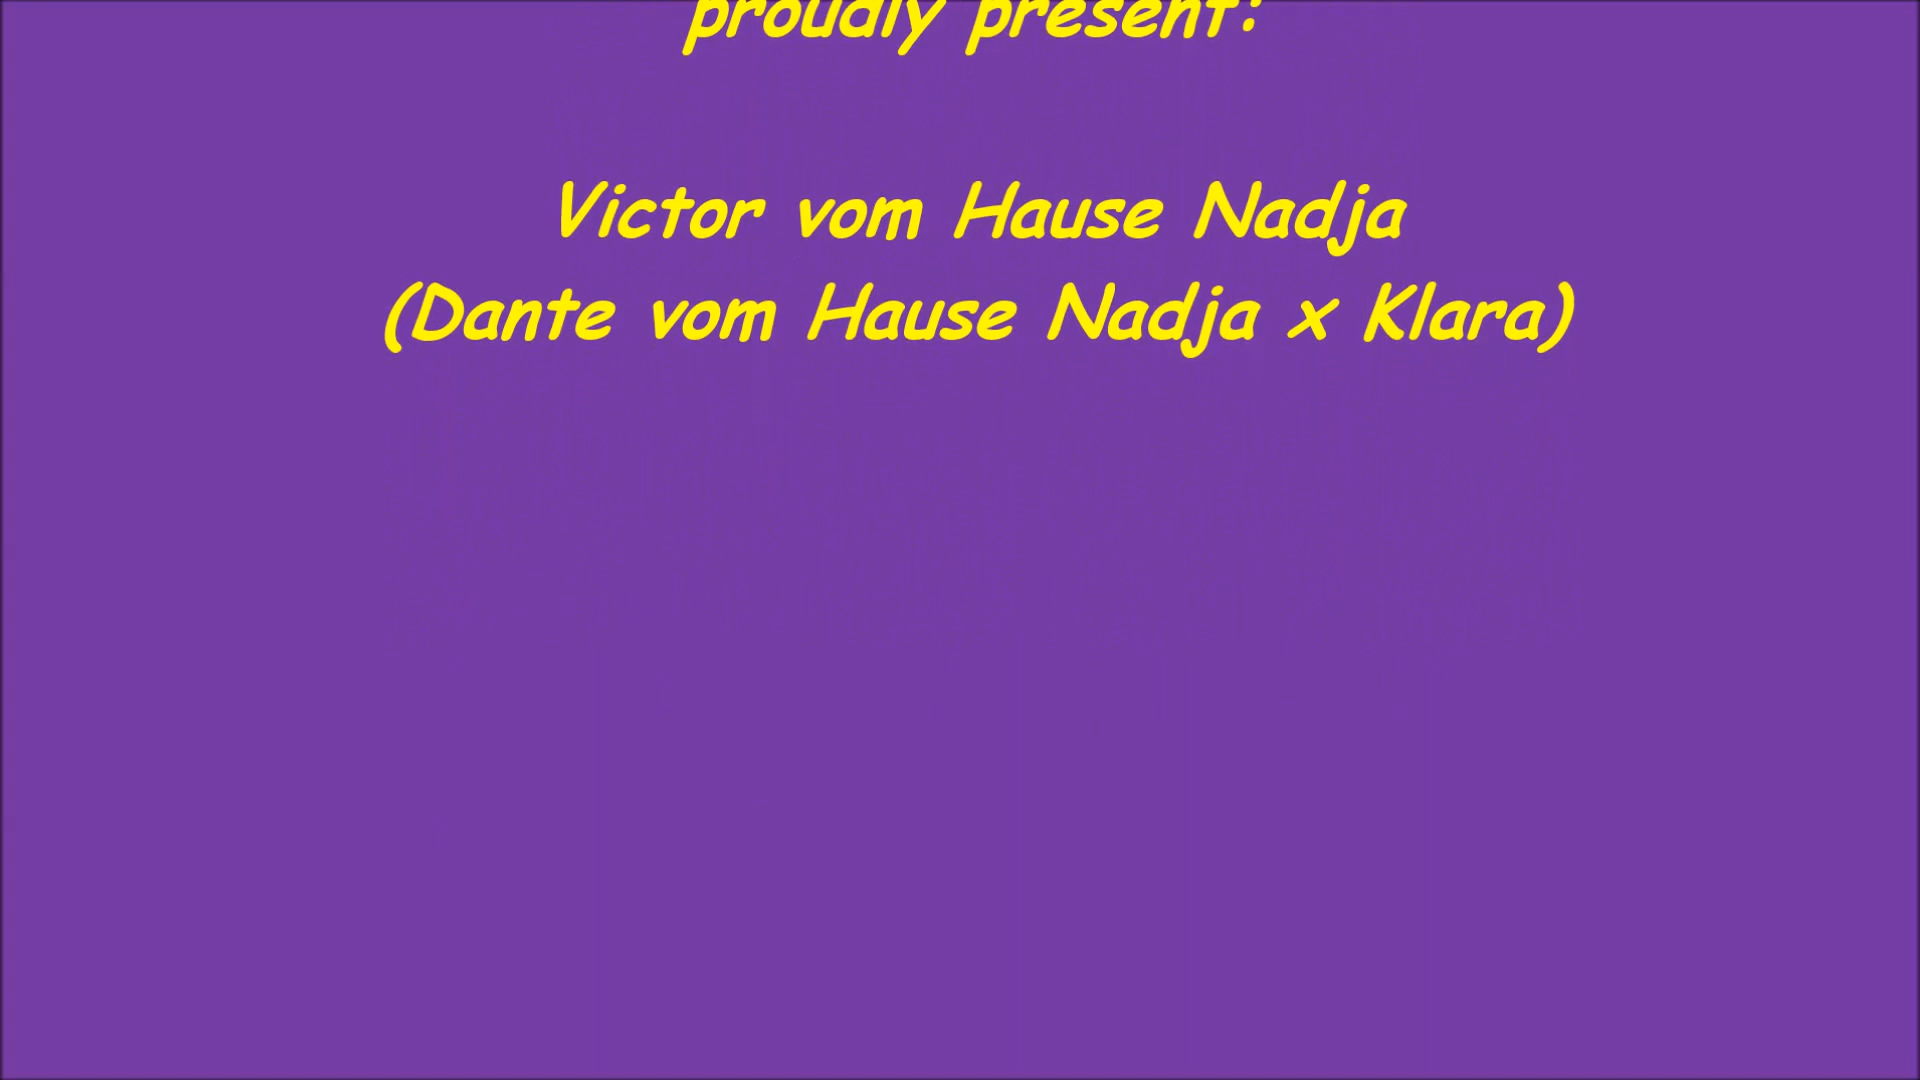 proudly present:
Victor vom Hause Nadja
(Dante vom Hause Nadja x Klara)